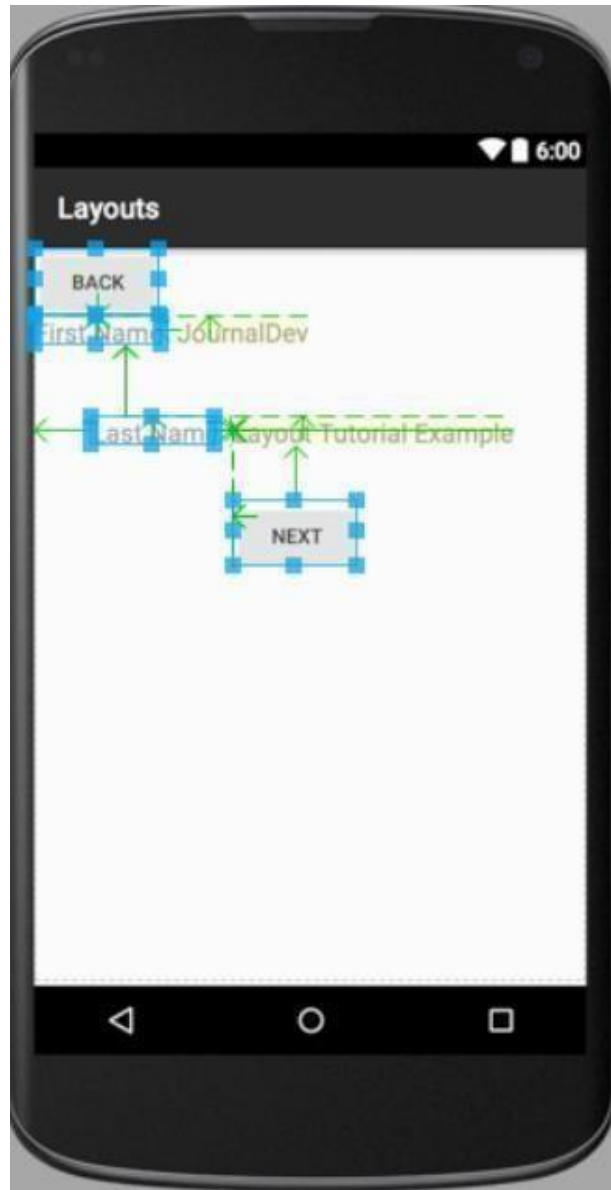 6:00
Layouts
BACK
First Name: JournalDev
Last Name: Layout Tutorial Example
NEXT